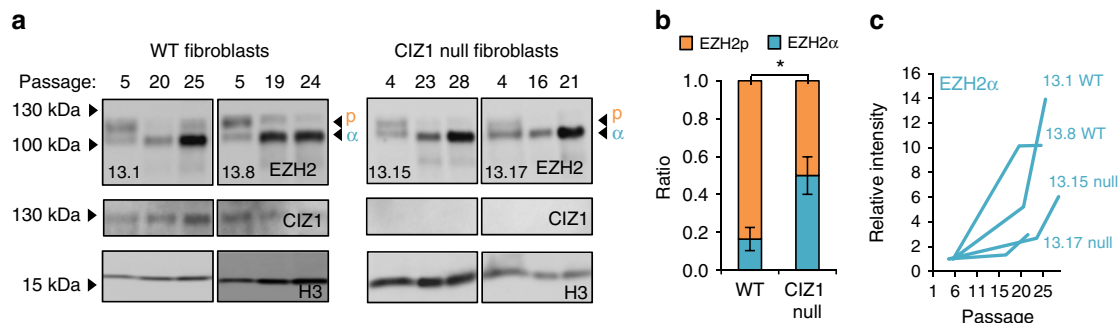 a
WT fibroblasts
CIZ1 null fibroblasts
Passage: 5 20 25 5 19 24 4 23 28 4 16 21
130 kDa
100 kDa
p
α
p
α
13.1
13.8
EZH2
13.15
13.17
EZH2
130 kDa
CIZ1
CIZ1
15 kDa
H3
H3
b
EZH2p EZH2α
*
1.0
0.8
0.6
0.4
0.2
0.0
Ratio
WT
CIZ1
null
c
EZH2α
16
14
12
10
8
6
4
2
0
Relative intensity
13.1 WT
13.8 WT
13.15 null
13.17 null
1 6 11 15 20 25
Passage